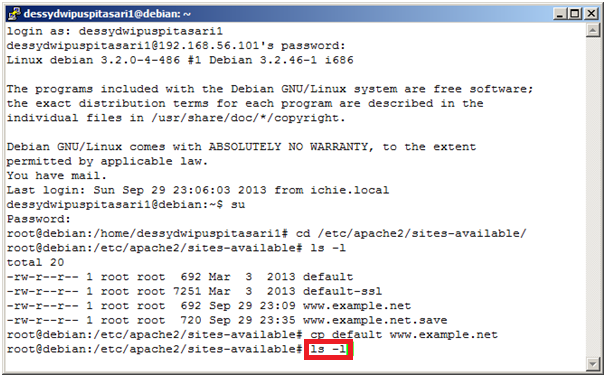 dessydwipuspitasari1@debian: ~
login as: dessydwipuspitasari1
dessydwipuspitasari1@192.168.56.101's password:
Linux debian 3.2.0-4-486 #1 Debian 3.2.46-1 i686
The programs included with the Debian GNU/Linux system are free software;
the exact distribution terms for each program are described in the
individual files in /usr/share/doc/*/copyright.
Debian GNU/Linux comes with ABSOLUTELY NO WARRANTY, to the extent
permitted by applicable law.
You have mail.
Last login: Sun Sep 29 23:06:03 2013 from ichie.local
dessydwipuspitasari1@debian:~$ su
Password:
root@debian:/home/dessydwipuspitasari1# cd /etc/apache2/sites-available/
root@debian:/etc/apache2/sites-available# ls -l
total 20
-rw-r--r-- 1 root root  692 Mar  3  2013 default
-rw-r--r-- 1 root root 7251 Mar  3  2013 default-ssl
-rw-r--r-- 1 root root  692 Sep 29 23:09 www.example.net
-rw-r--r-- 1 root root  720 Sep 29 23:35 www.example.net.save
root@debian:/etc/apache2/sites-available# cp default www.example.net
root@debian:/etc/apache2/sites-available# ls -l